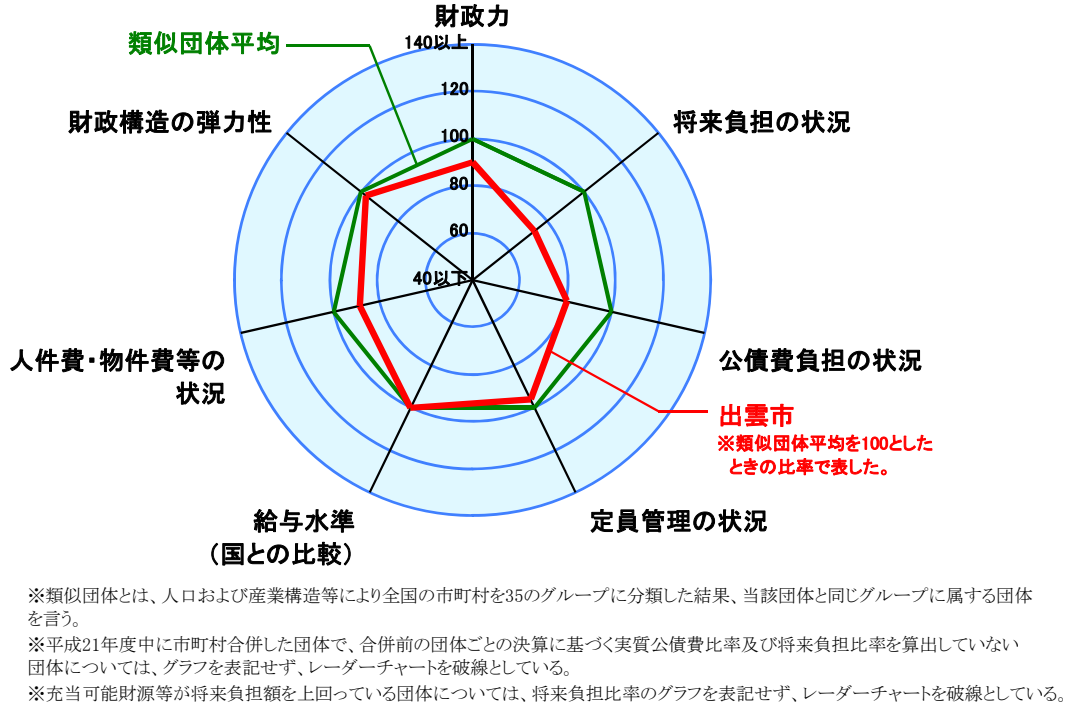 財政力
類似団体平均
140以上
120
100
80
60
40以下
財政構造の弾力性
将来負担の状況
人件費・物件費等の
状況
公債費負担の状況
出雲市
※類似団体平均を100とした
ときの比率で表した。
給与水準
（国との比較）
定員管理の状況
※類似団体とは、人口および産業構造等により全国の市町村を35のグループに分類した結果、当該団体と同じグループに属する団体
を言う。
※平成21年度中に市町村合併した団体で、合併前の団体ごとの決算に基づく実質公債費比率及び将来負担比率を算出していない
団体については、グラフを表記せず、レーダーチャートを破線としている。
※充当可能財源等が将来負担額を上回っている団体については、将来負担比率のグラフを表記せず、レーダーチャートを破線としている。